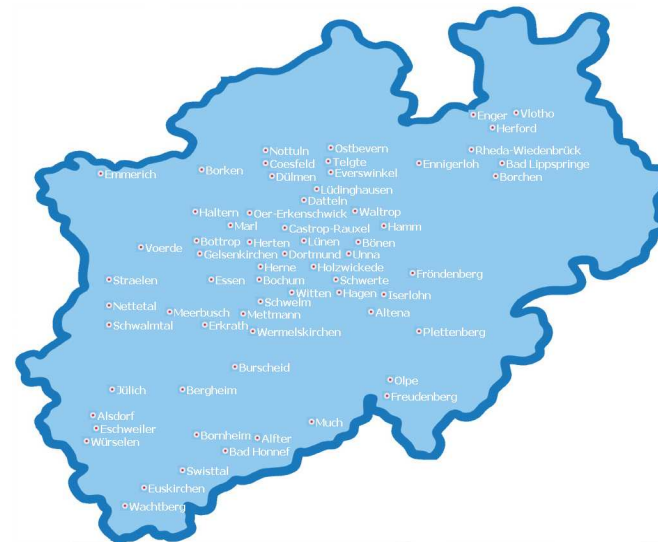 Enger
Vlotho
Herford
Nottuln
Ostbevern
Rheda-Wiedenbrück
Coesfeld
Telgte
Ennigerloh
Bad Lippspringe
Emmerich
Borken
Dülmen
Everswinkel
Borchen
Lüdinghausen
Datteln
Haltern
Oer-Erkenschwick
Waltrop
Marl
Castrop-Rauxel
Hamm
Voerde
Bottrop
Herten
Lünen
Bönen
Gelsenkirchen
Dortmund
Unna
Herne
Holzwickede
Fröndenberg
Straelen
Essen
Bochum
Schwerte
Witten
Hagen
Iserlohn
Nettetal
Schwelm
Meerbusch
Mettmann
Altena
Schwalmtal
Erkrath
Wermelskirchen
Plettenberg
Burscheid
Olpe
Jülich
Bergheim
Freudenberg
Alsdorf
Much
Eschweiler
Bornheim
Alfter
Würselen
Bad Honnef
Swisttal
Euskirchen
Wachtberg